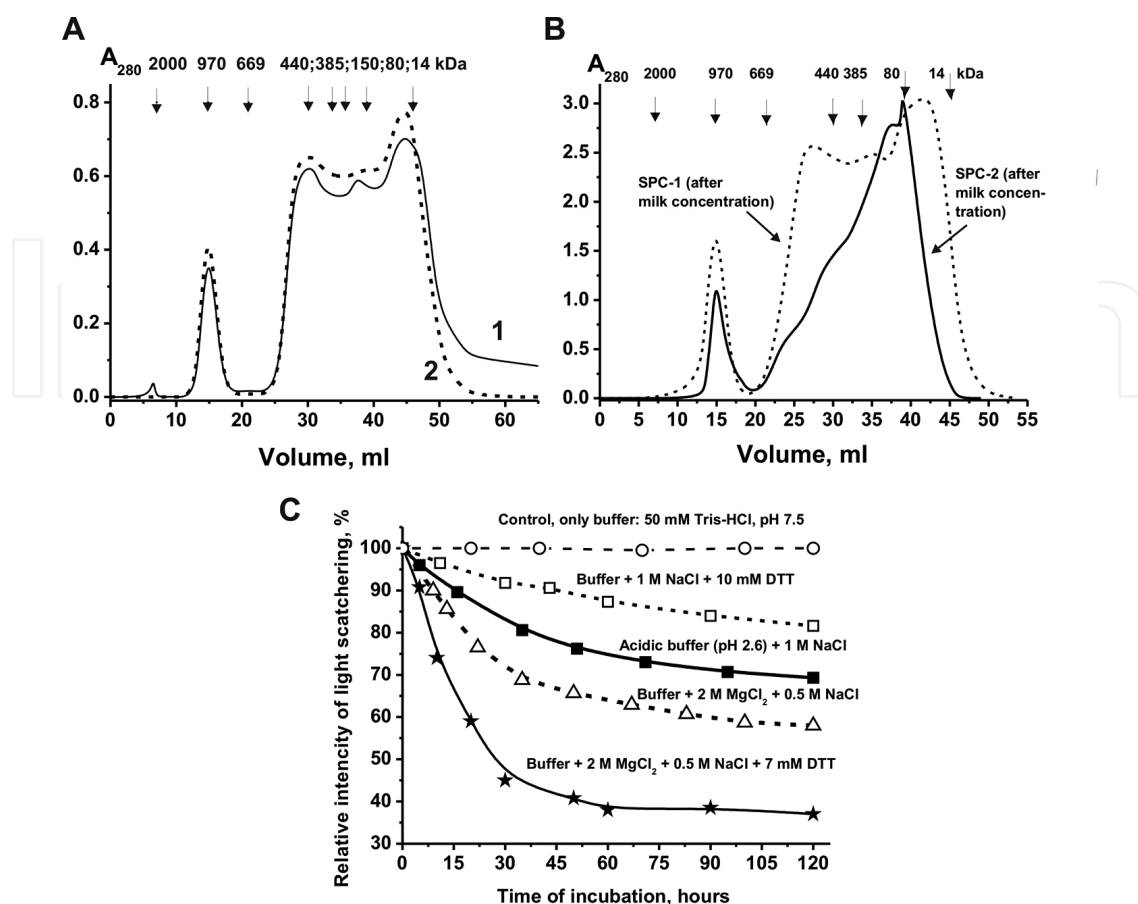 A
A280 2000 970 669 440;385;150;80;14 kDa
0.8
0.6
0.4
0.2
0.0
1
2
0 10 20 30 40 50 60
Volume, ml
B
A280 2000 970 669 440 385 80 14 kDa
3.0
2.5
2.0
1.5
1.0
0.5
0.0
SPC-1 (after
milk concentration)
SPC-2 (after
milk concen-
tration)
0 5 10 15 20 25 30 35 40 45 50 55
Volume, ml
C
Relative intencity of light scatchering, %
100
90
80
70
60
50
40
30
Control, only buffer: 50 mM Tris-HCl, pH 7.5
Buffer + 1 M NaCl + 10 mM DTT
Acidic buffer (pH 2.6) + 1 M NaCl
Buffer + 2 M MgCl2 + 0.5 M NaCl
Buffer + 2 M MgCl2 + 0.5 M NaCl + 7 mM DTT
0 15 30 45 60 75 90 105 120
Time of incubation, hours